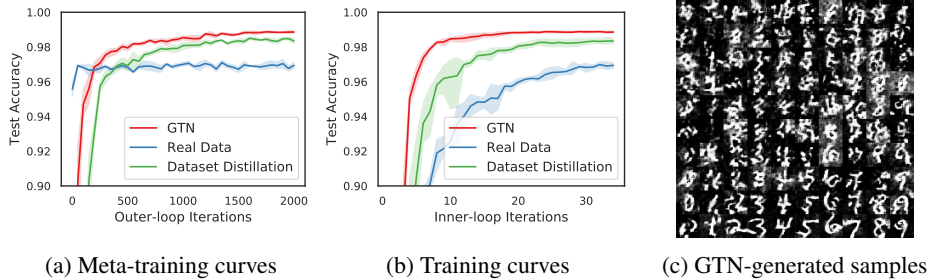 1.00
0.98
0.96
0.94
0.92
0.90
Test Accuracy
GTN
Real Data
Dataset Distillation
0 500 1000 1500 2000
Outer-loop Iterations
(a) Meta-training curves
1.00
0.98
0.96
0.94
0.92
0.90
Test Accuracy
GTN
Real Data
Dataset Distillation
0 10 20 30
Inner-loop Iterations
(b) Training curves
(c) GTN-generated samples